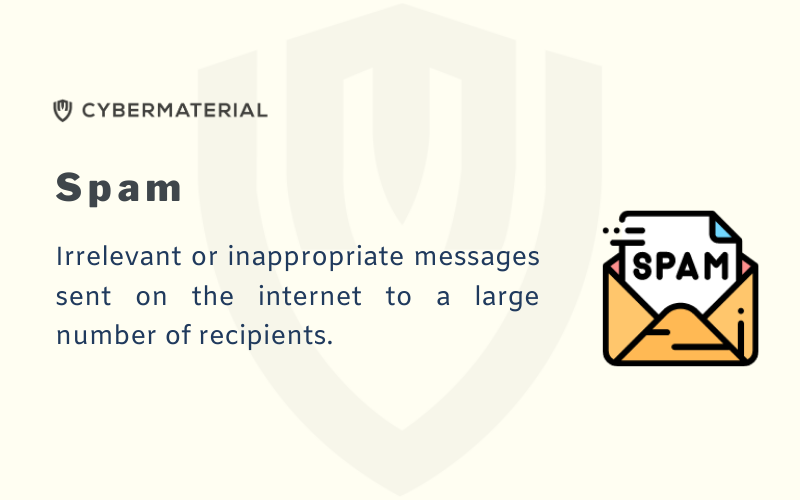 CYBERMATERIAL
Spam
Irrelevant or inappropriate messages
sent on the internet to a large
number of recipients.
SPAM